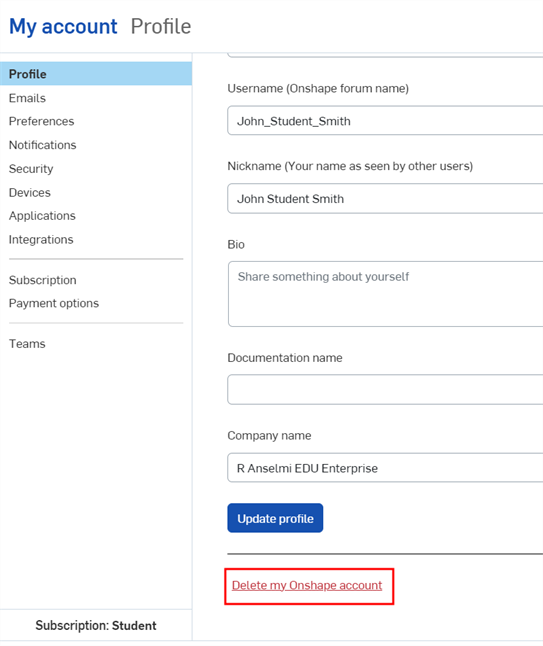 My account Profile
Profile
Emails
Preferences
Notifications
Security
Devices
Applications
Integrations
Subscription
Payment options
Teams
Subscription: Student
Username (Onshape forum name)
John_Student_Smith
Nickname (Your name as seen by other users)
John Student Smith
Bio
Share something about yourself
Documentation name
Company name
R Anselmi EDU Enterprise
Update profile
Delete my Onshape account